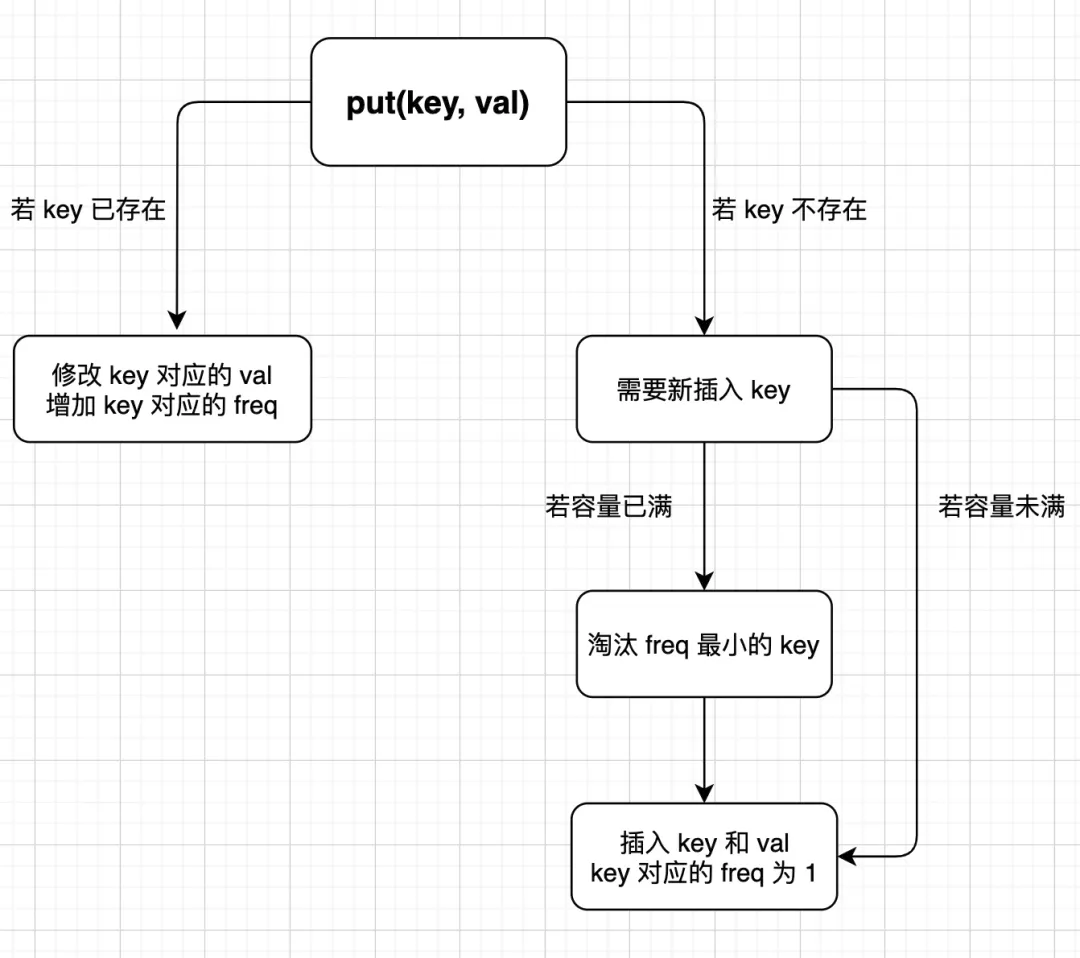 put(key, val)
若 key 已存在
若 key 不存在
修改 key 对应的 val
增加 key 对应的 freq
需要新插入 key
若容量已满
若容量未满
淘汰 freq 最小的 key
插入 key 和 val
key 对应的 freq 为 1